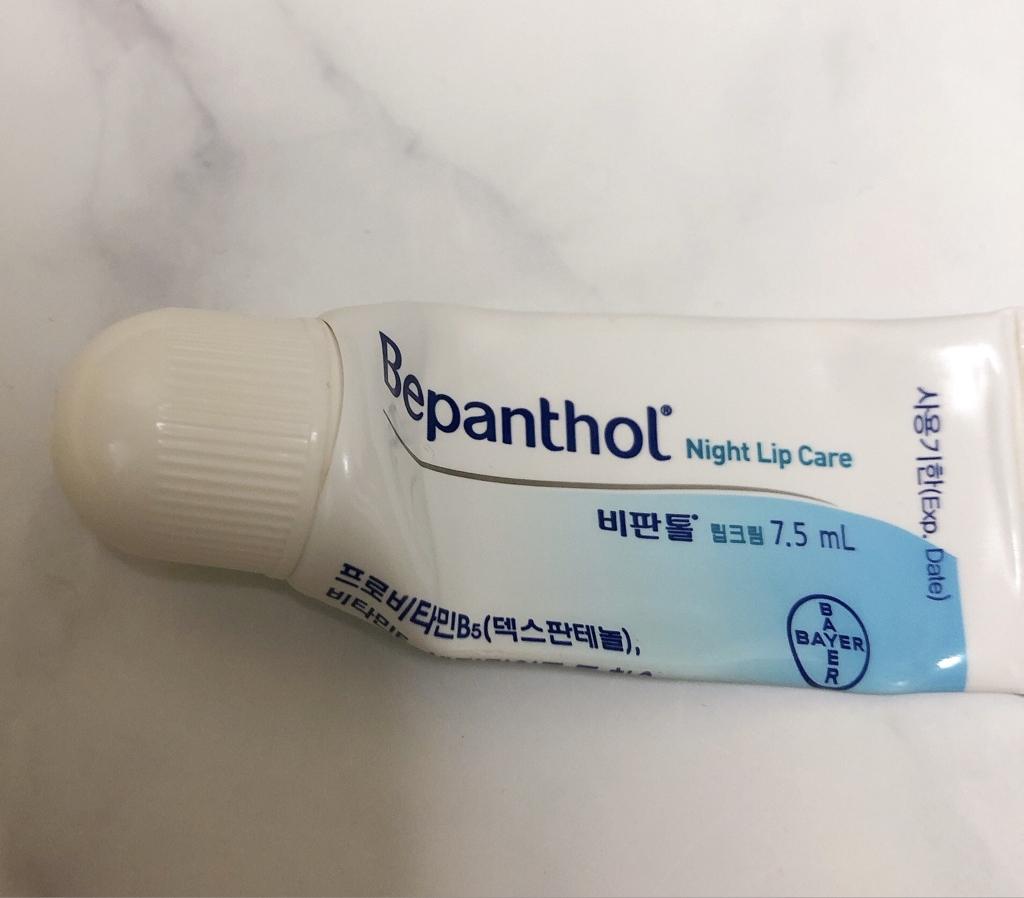 Bepanthol® Night Lip Care
비판톨® 립크림 7.5 mL
프로비타민B5(덱스판테놀),
BAYER
BAYER
사용기한(Exp. Date)